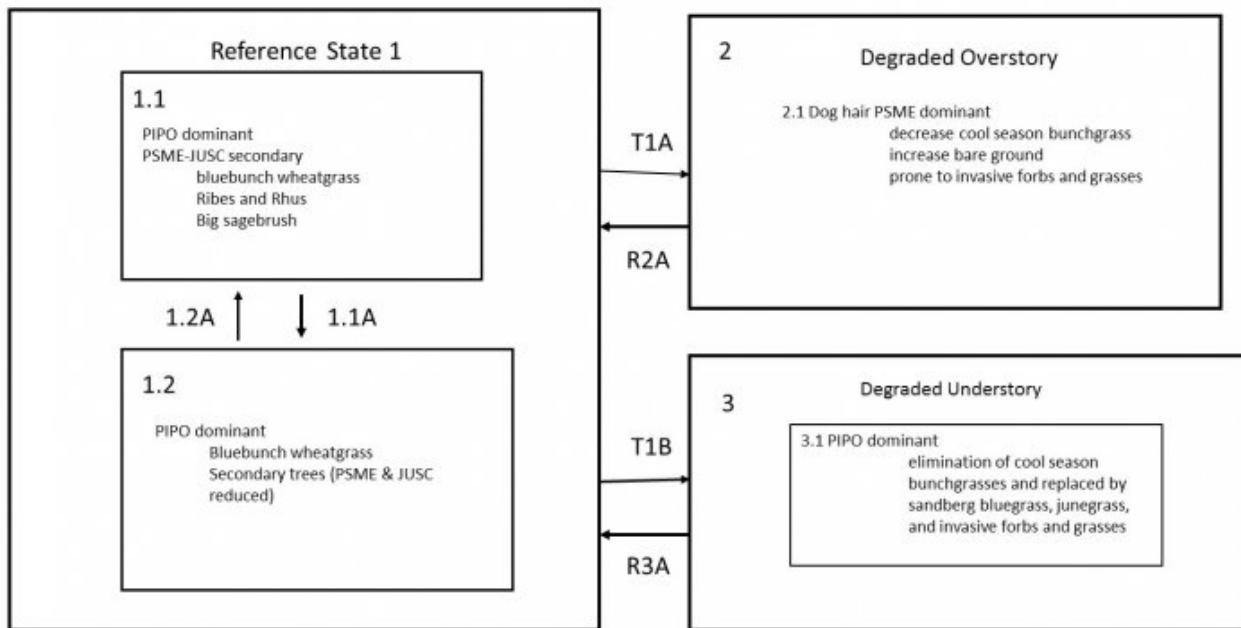 Reference State 1
1.1
PIPO dominant
PSME-JUSC secondary
bluebunch wheatgrass
Ribes and Rhus
Big sagebrush
1.2A
1.1A
1.2
PIPO dominant
Bluebunch wheatgrass
Secondary trees (PSME & JUSC
reduced)
T1A
R2A
T1B
R3A
2
Degraded Overstory
2.1 Dog hair PSME dominant
decrease cool season bunchgrass
increase bare ground
prone to invasive forbs and grasses
3
Degraded Understory
3.1 PIPO dominant
elimination of cool season
bunchgrasses and replaced by
sandberg bluegrass, junegrass,
and invasive forbs and grasses